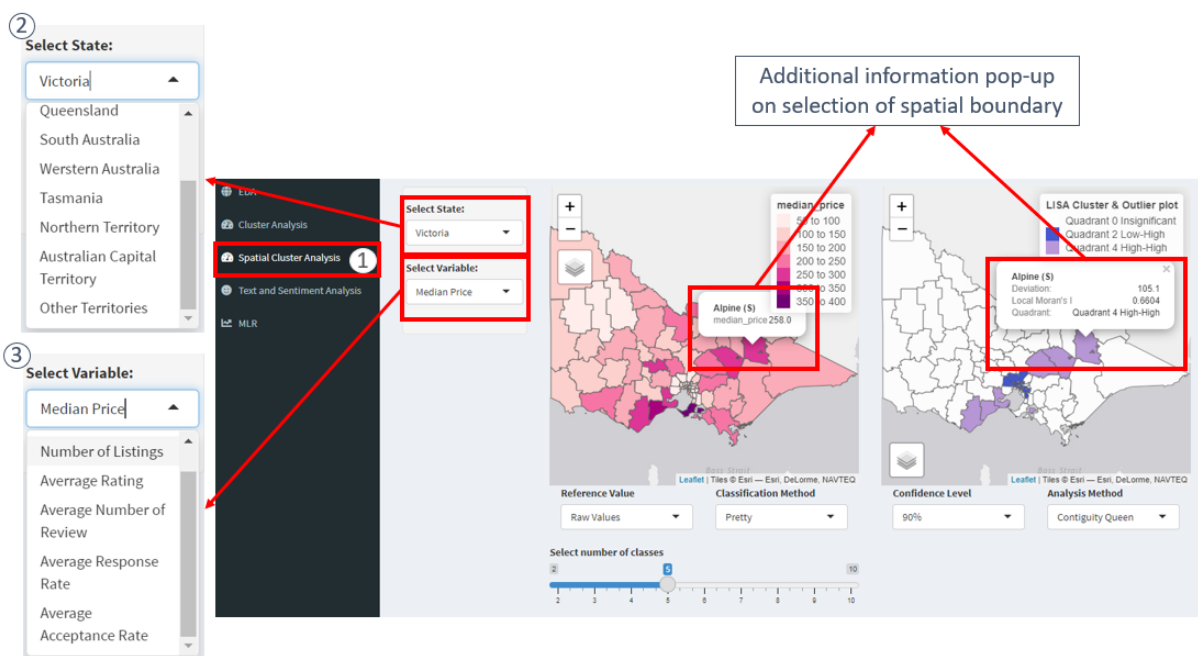 ②
Select State:
Victoria
Queensland
South Australia
Werstern Australia
Tasmania
Northern Territory
Australian Capital
Territory
Other Territories
③
Select Variable:
Median Price
Number of Listings
Averrage Rating
Average Number of
Review
Average Response
Rate
Average
Acceptance Rate
EDA
Cluster Analysis
Spatial Cluster Analysis
①
Text and Sentiment Analysis
MLR
Select State:
Victoria
Select Variable:
Median Price
Additional information pop-up
on selection of spatial boundary
+
−
median_price
50 to 100
100 to 150
150 to 200
200 to 250
250 to 300
300 to 350
350 to 400
Alpine ($)
median_price 258.0
Bass Strait
Leaflet | Tiles © Esri — Esri, DeLorme, NAVTEQ
Reference Value
Raw Values
Classification Method
Pretty
Select number of classes
2
5
10
2 3 4 5 6 7 8 9 10
+
−
LISA Cluster & Outlier plot
Quadrant 0 Insignificant
Quadrant 2 Low-High
Quadrant 4 High-High
×
Alpine ($)
Deviation: 105.1
Local Moran's I 0.6604
Quadrant: Quadrant 4 High-High
Bass Strait
Leaflet | Tiles © Esri — Esri, DeLorme, NAVTEQ
Confidence Level
90%
Analysis Method
Contiguity Queen